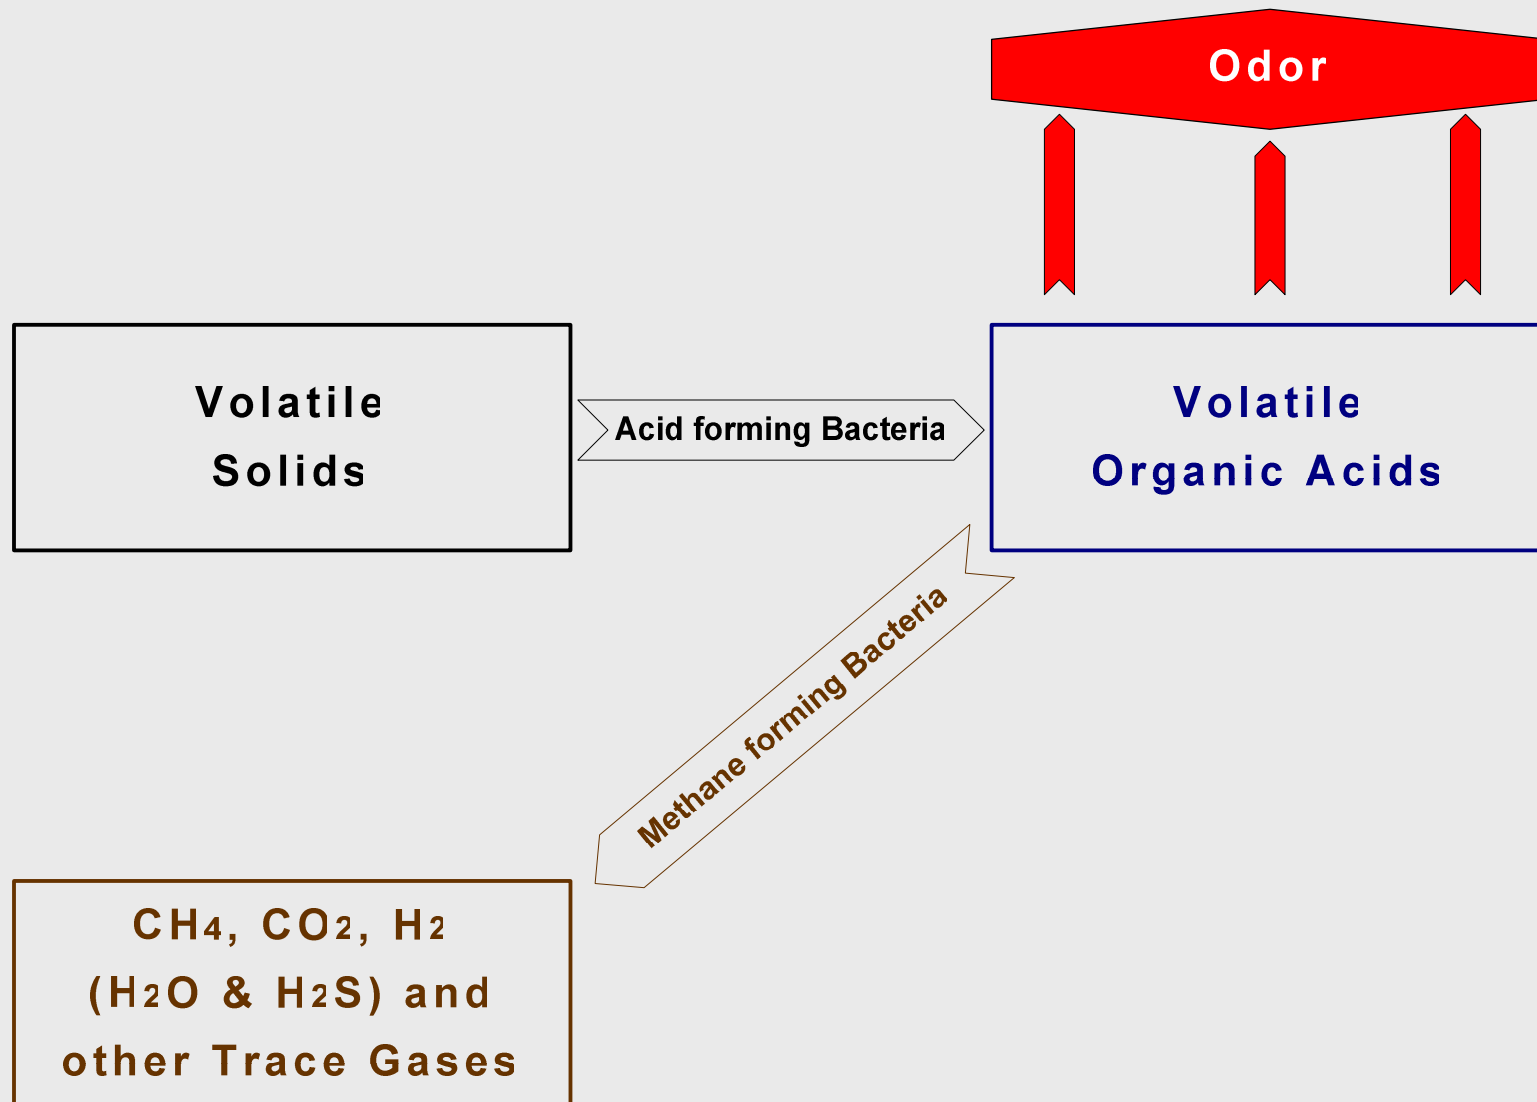 Odor
Volatile
Solids
Acid forming Bacteria
Volatile
Organic Acids
Methane forming Bacteria
CH4, CO2, H2
(H2O & H2S) and
other Trace Gases